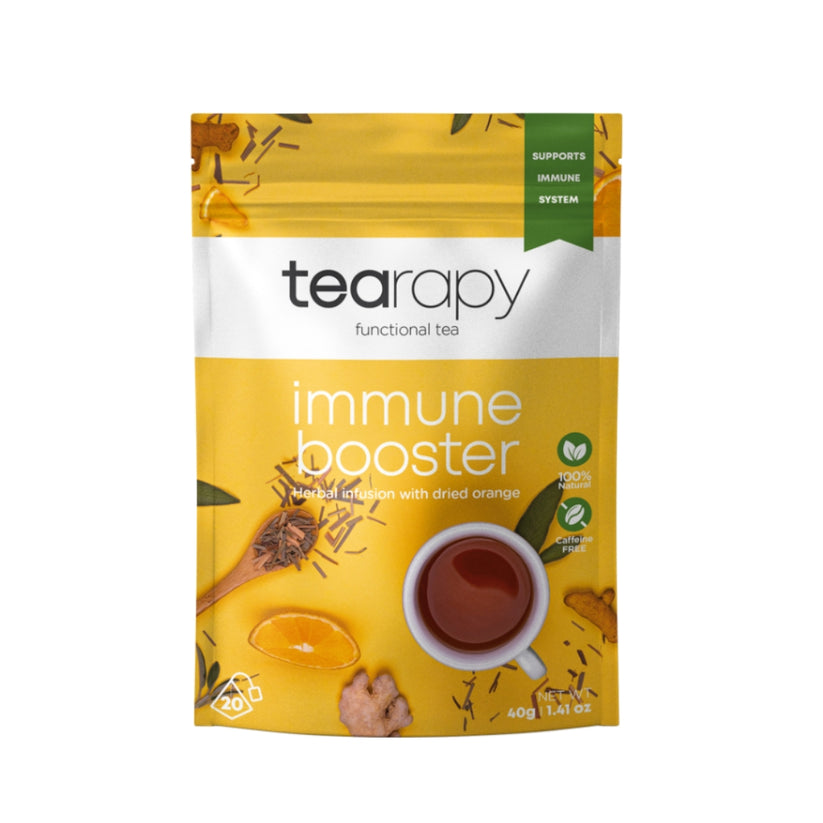 SUPPORTS
IMMUNE
SYSTEM
tearapy
functional tea
immune
booster
Herbal infusion with dried orange
100%
Natural
Caffeine
FREE
20
NET WT
40g | 1.41 oz